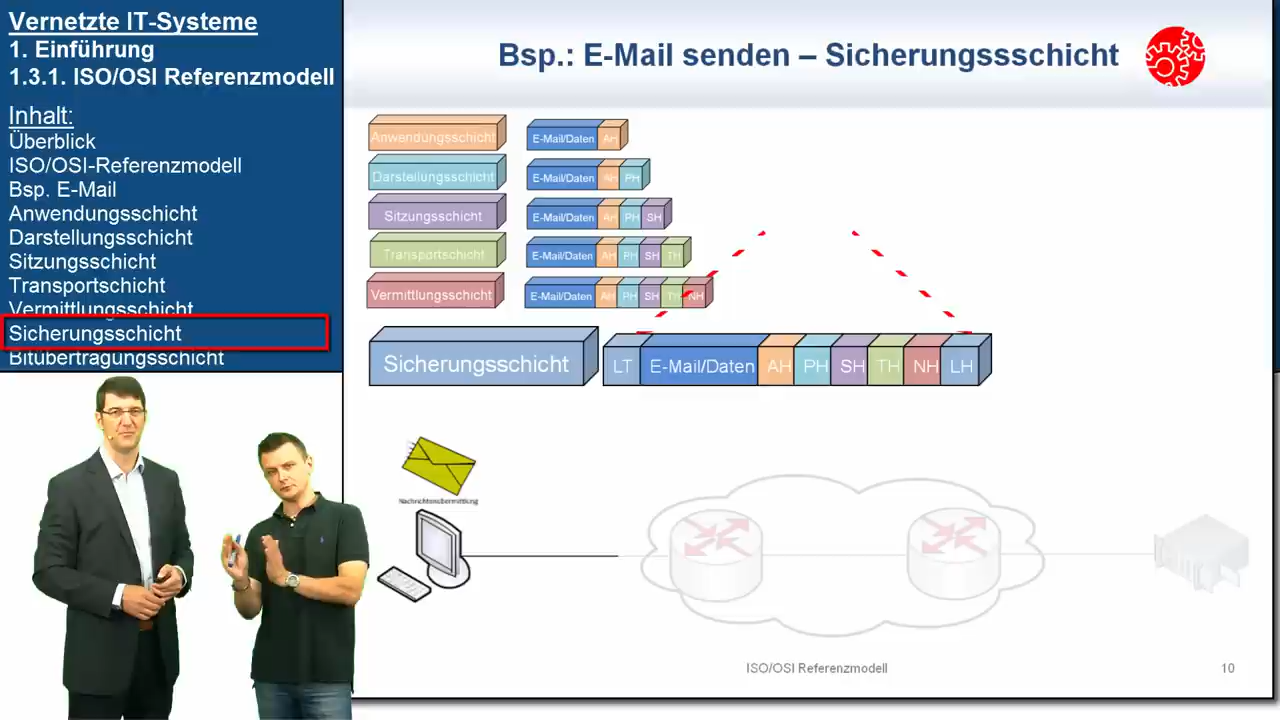 Vernetzte IT-Systeme
1. Einführung
1.3.1. ISO/OSI Referenzmodell
Inhalt:
Überblick
ISO/OSI-Referenzmodell
Bsp. E-Mail
Anwendungsschicht
Darstellungsschicht
Sitzungsschicht
Transportschicht
Vermittlungsschicht
Sicherungsschicht
Bitübertragungsschicht
Bsp.: E-Mail senden – Sicherungssschicht
Anwendungsschicht E-Mail/Daten AH
Darstellungsschicht E-Mail/Daten AH PH
Sitzungsschicht E-Mail/Daten AH PH SH
Transportschicht E-Mail/Daten AH PH SH TH
Vermittlungsschicht E-Mail/Daten AH PH SH TH NH
Sicherungsschicht LT E-Mail/Daten AH PH SH TH NH LH
Nachrichtenübermittlung
ISO/OSI Referenzmodell
10